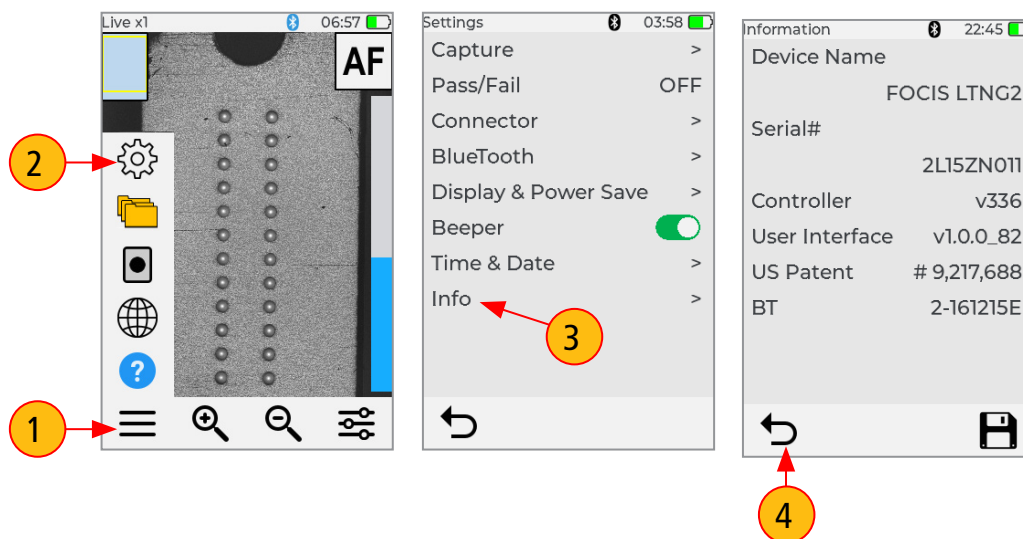 Live x1 06:57
AF
2
?
1
Settings 03:58
Capture >
Pass/Fail OFF
Connector >
BlueTooth >
Display & Power Save >
Beeper
Time & Date >
Info >
3
Information 22:45
Device Name
FOCIS LTNG2
Serial#
2L15ZN011
Controller v336
User Interface v1.0.0_82
US Patent # 9,217,688
BT 2-161215E
4